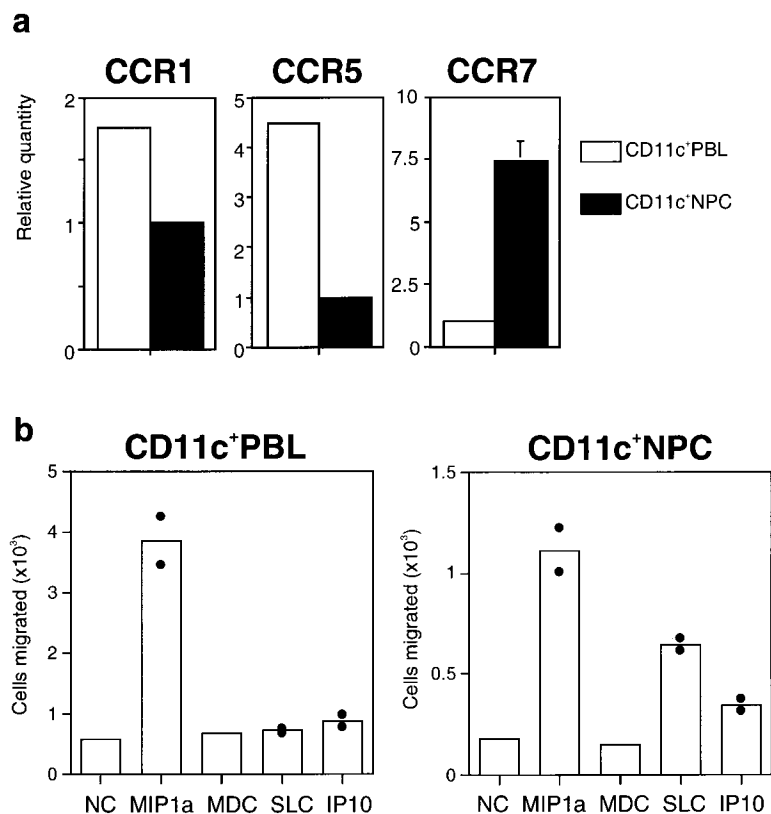 a
CCR1 CCR5 CCR7
Relative quantity
2
1
0
5
4
3
2
1
0
10
7.5
5
2.5
0
CD11c⁺PBL
CD11c⁺NPC
b
CD11c⁺PBL
Cells migrated (x10³)
5
4
3
2
1
0
NC MIP1a MDC SLC IP10
CD11c⁺NPC
Cells migrated (x10³)
1.5
1
0.5
0
NC MIP1a MDC SLC IP10